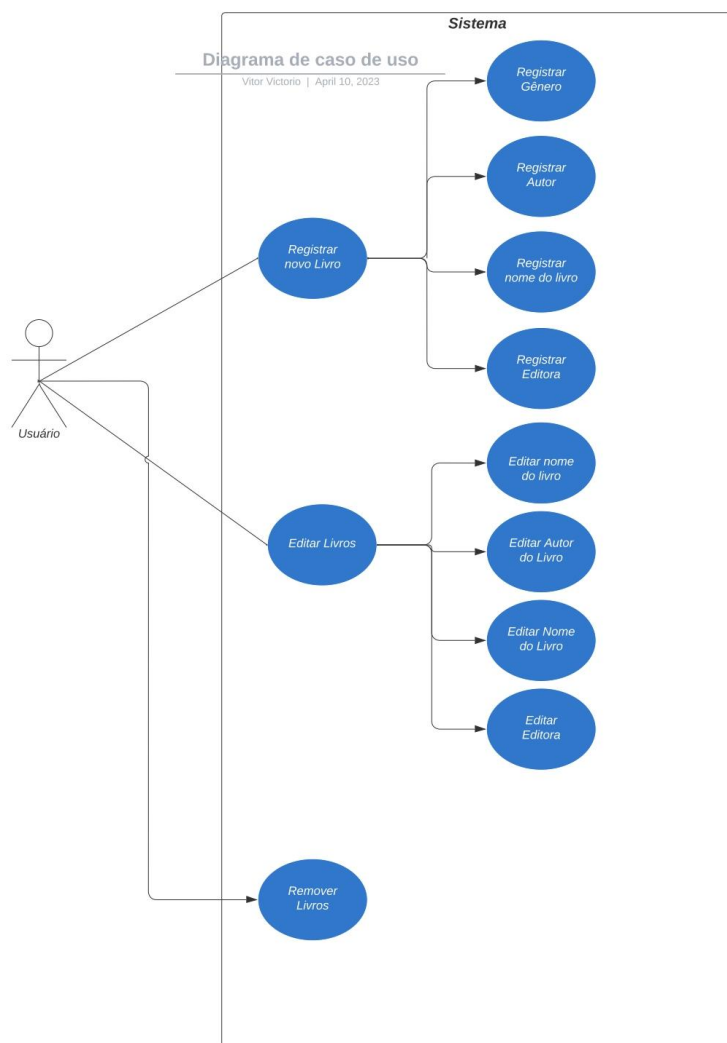 Sistema
Diagrama de caso de uso
Vitor Victorio | April 10, 2023
Registrar
Gênero
Registrar
Autor
Registrar
novo Livro
Registrar
nome do livro
Registrar
Editora
Usuário
Editar nome
do livro
Editar Livros
Editar Autor
do Livro
Editar Nome
do Livro
Editar
Editora
Remover
Livros